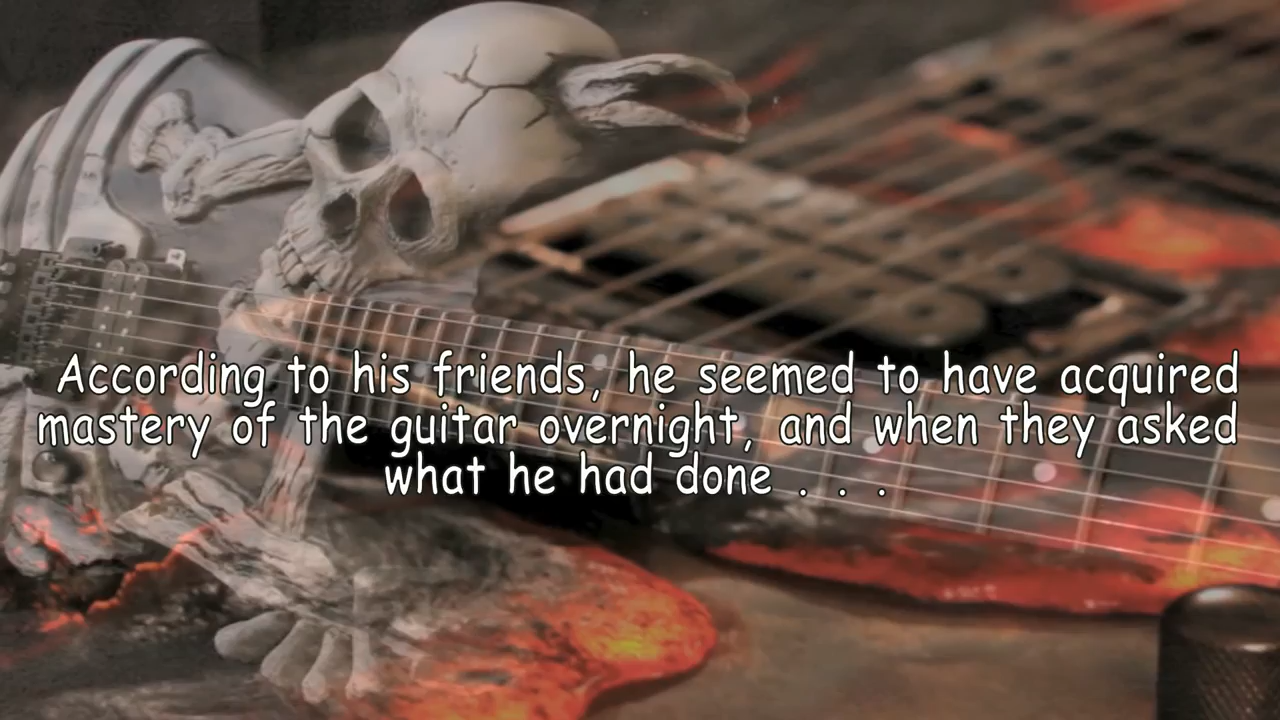 According to his friends, he seemed to have acquired
mastery of the guitar overnight, and when they asked
what he had done . . .